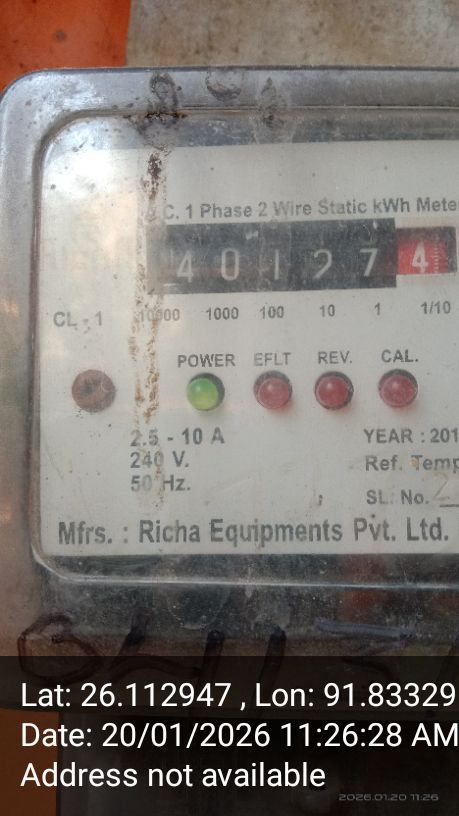 A.C. 1 Phase 2 Wire Static kWh Mete
4 0 1 9 7 4
10000 1000 100 10 1 1/10
CL. 1
POWER EFLT REV. CAL.
2.5 - 10 A
240 V.
50 Hz.
YEAR : 201
Ref. Temp
SL. No. 2
Mfrs. : Richa Equipments Pvt. Ltd.
Lat: 26.112947 , Lon: 91.83329
Date: 20/01/2026 11:26:28 AM
Address not available
2026.01.20 11:26